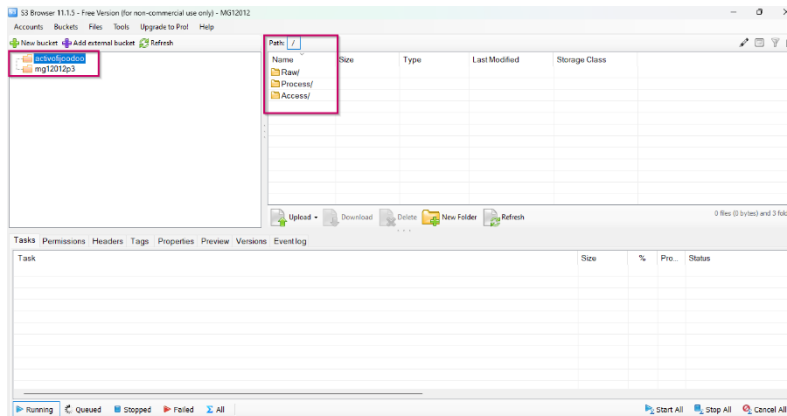 S3 Browser 11.1.5 - Free Version (for non-commercial use only) - MG12012
Accounts Buckets Files Tools Upgrade to Pro! Help
New bucket Add external bucket Refresh
Path: /
activofijoodoo
mg12012p3
Name Size Type Last Modified Storage Class
Raw/
Process/
Access/
Upload Download Delete New Folder Refresh
0 files (0 bytes) and 3 fold
Tasks Permissions Headers Tags Properties Preview Versions Eventlog
Task Size % Pro... Status
Running Queued Stopped Failed All
Start All Stop All Cancel All